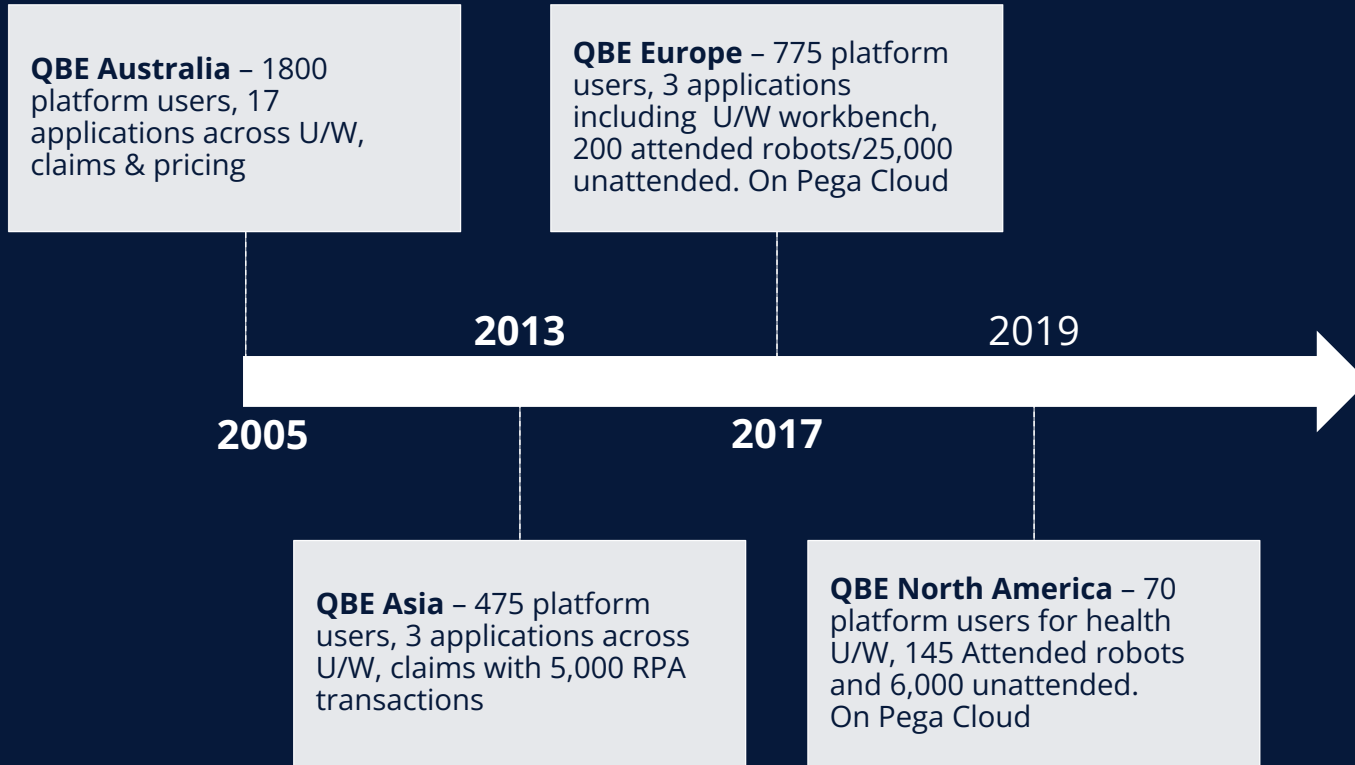 QBE Australia – 1800
platform users, 17
applications across U/W,
claims & pricing
QBE Europe – 775 platform
users, 3 applications
including  U/W workbench,
200 attended robots/25,000
unattended. On Pega Cloud
2013
2019
2005
2017
QBE Asia – 475 platform
users, 3 applications across
U/W, claims with 5,000 RPA
transactions
QBE North America – 70
platform users for health
U/W, 145 Attended robots
and 6,000 unattended.
On Pega Cloud